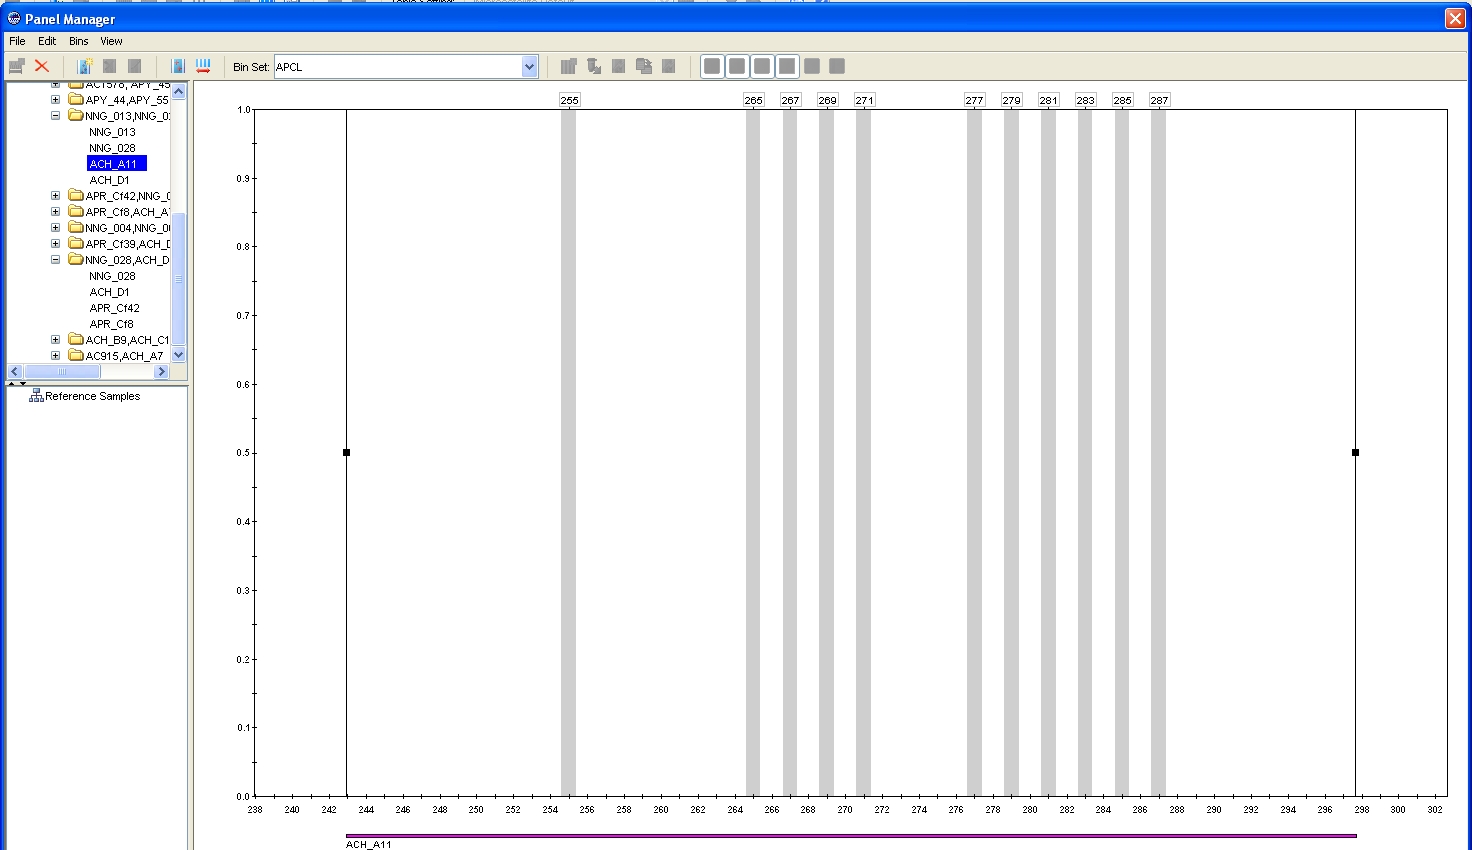 Panel Manager
File Edit Bins View
Bin Set: APCL
APY_44,APY_55
NNG_013,NNG_0
NNG_013
NNG_028
ACH_A11
ACH_D1
APR_Cf42,NNG_0
APR_Cf8,ACH_A
NNG_004,NNG_0
APR_Cf39,ACH_D
NNG_028,ACH_D
NNG_028
ACH_D1
APR_Cf42
APR_Cf8
ACH_B9,ACH_C1
AC915,ACH_A7
Reference Samples
255 265 267 269 271 277 279 281 283 285 287
1.0
0.9
0.8
0.7
0.6
0.5
0.4
0.3
0.2
0.1
0.0
238 240 242 244 246 248 250 252 254 256 258 260 262 264 266 268 270 272 274 276 278 280 282 284 286 288 290 292 294 296 298 300 302
ACH_A11